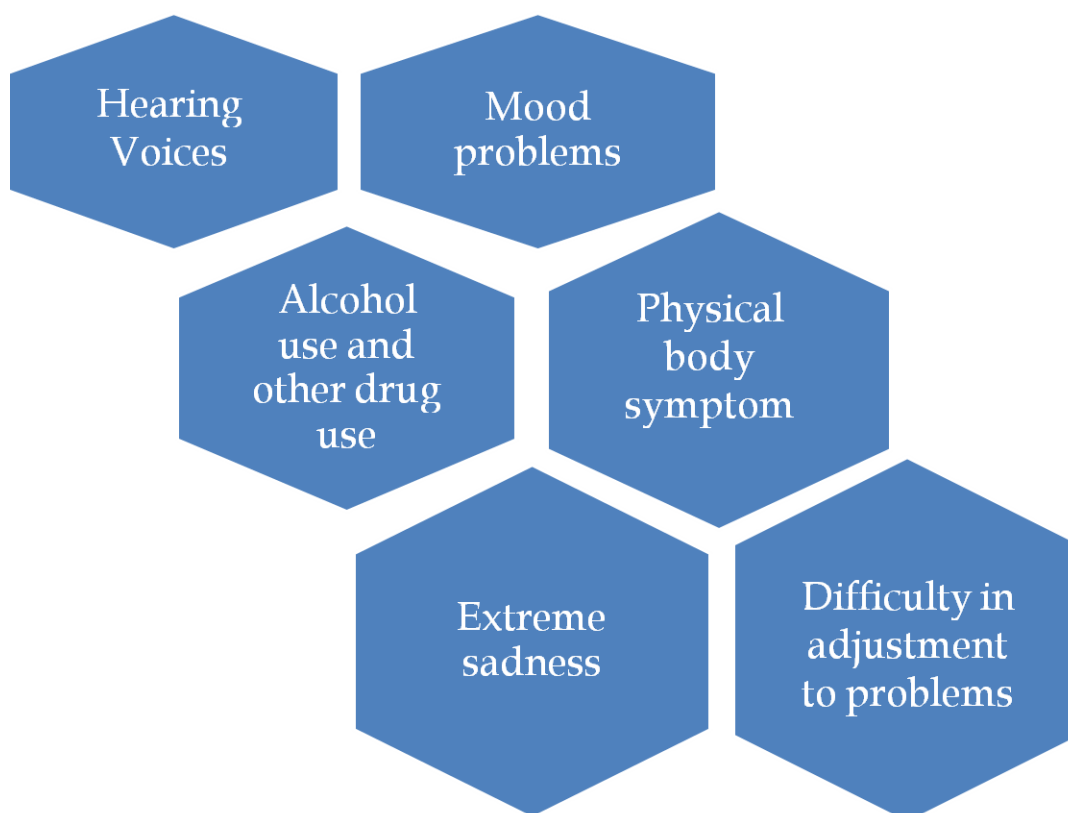 Hearing
Voices
Mood
problems
Alcohol
use and
other drug
use
Physical
body
symptom
Extreme
sadness
Difficulty in
adjustment
to problems